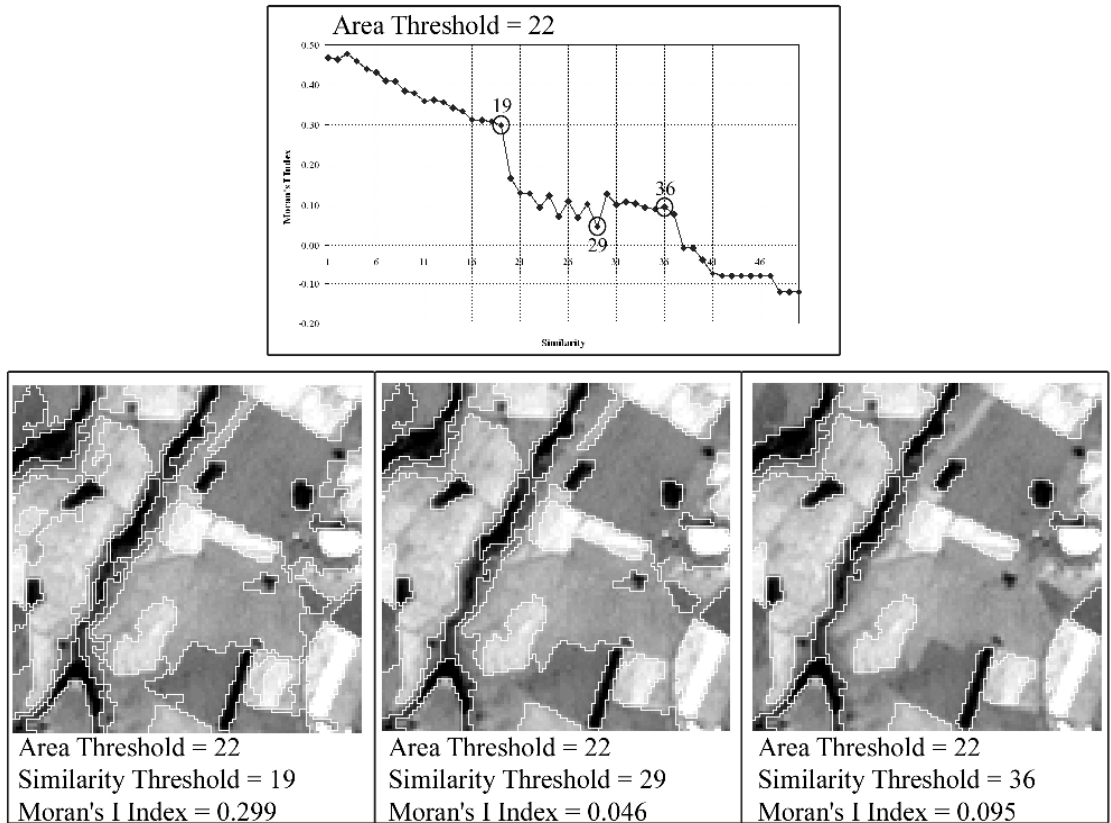 Area Threshold = 22
0.50
0.40
0.30
0.20
0.10
0.00
-0.10
-0.20
Moran's I Index
19
29
36
1 6 11 16 36 46
Similarity
Area Threshold = 22
Similarity Threshold = 19
Moran's I Index = 0.299
Area Threshold = 22
Similarity Threshold = 29
Moran's I Index = 0.046
Area Threshold = 22
Similarity Threshold = 36
Moran's I Index = 0.095